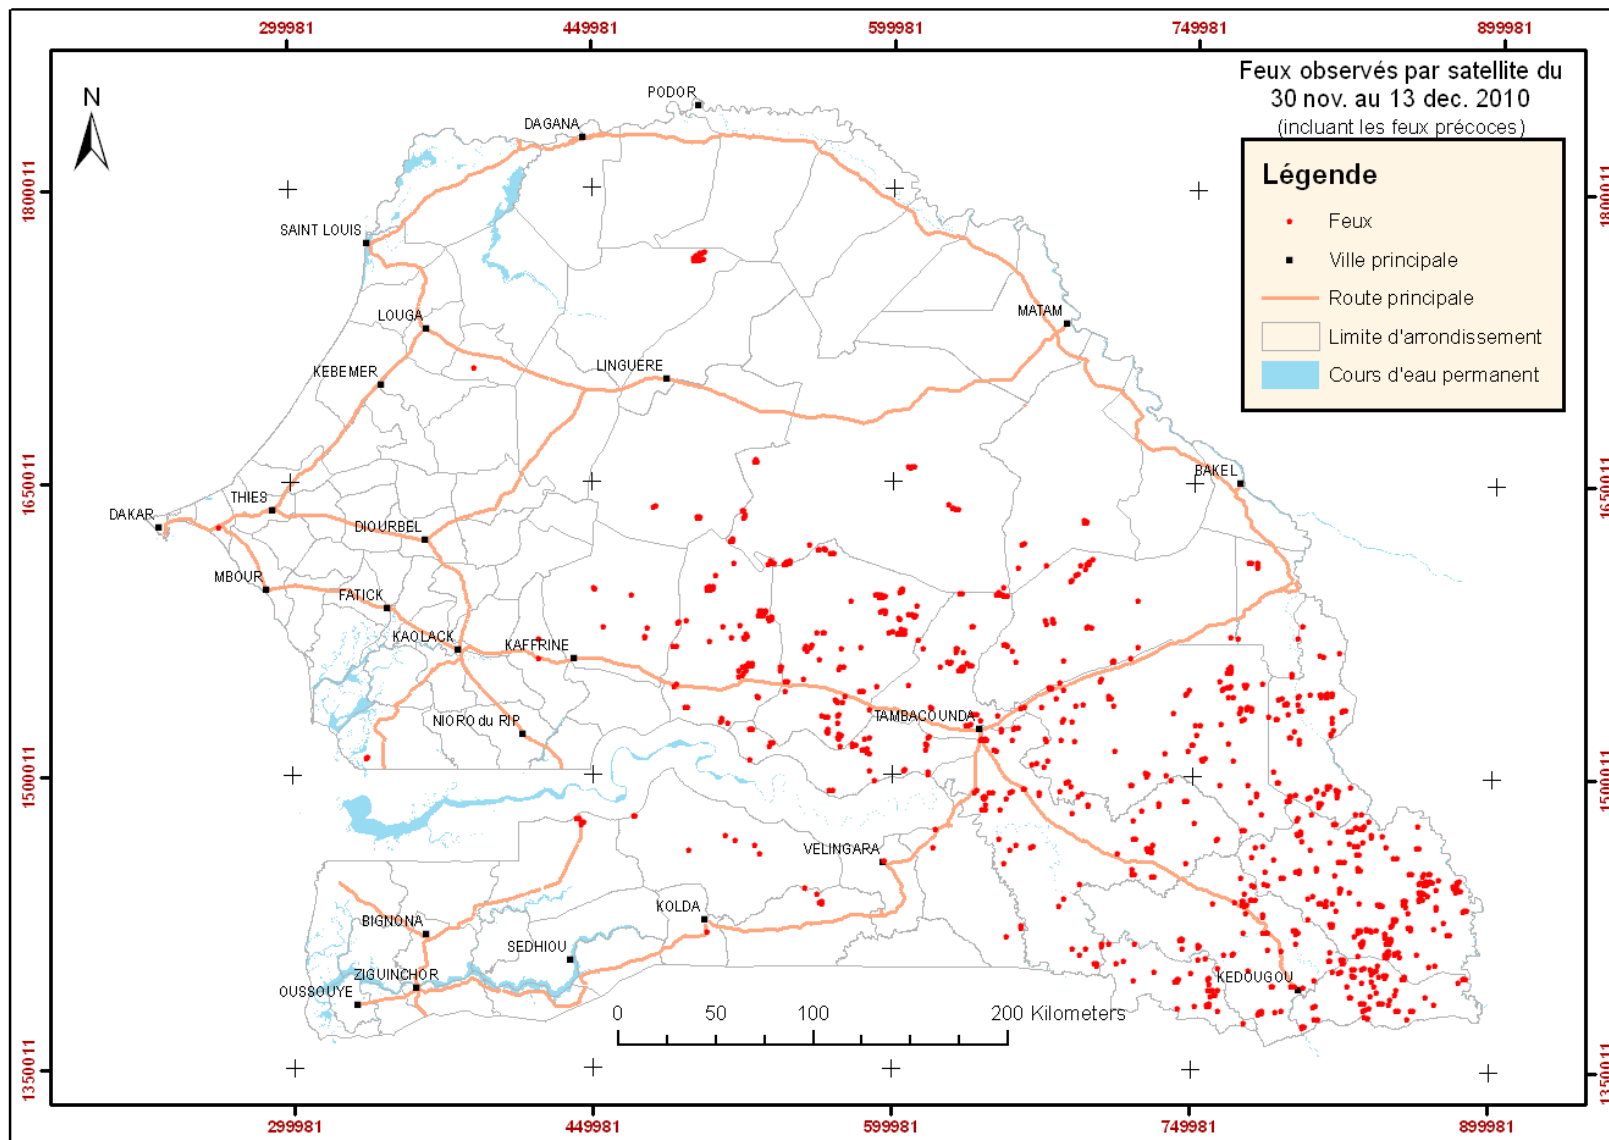 299981 449981 599981 749981 899981
Feux observés par satellite du
30 nov. au 13 dec. 2010
(incluant les feux précoces)
N
PODOR
DAGANA
Légende
1800011 1800011
Feux
SAINT LOUIS
Ville principale
Route principale
LOUGA
MATAM
Limite d'arrondissement
KEBEMER
LINGUERE
Cours d'eau permanent
BAKEL
1650011 1650011
THIES
DAKAR
DIOURBEL
MBOUR
FATICK
KAOLACK
KAFFRINE
NIORO du RIP
TAMBACOUNDA
1500011 1500011
VELINGARA
KOLDA
BIGNONA
SEDHIOU
ZIGUINCHOR
KEDOUGOU
OUSSOUYE
0 50 100 200 Kilometers
1350011 1350011
299981 449981 599981 749981 899981